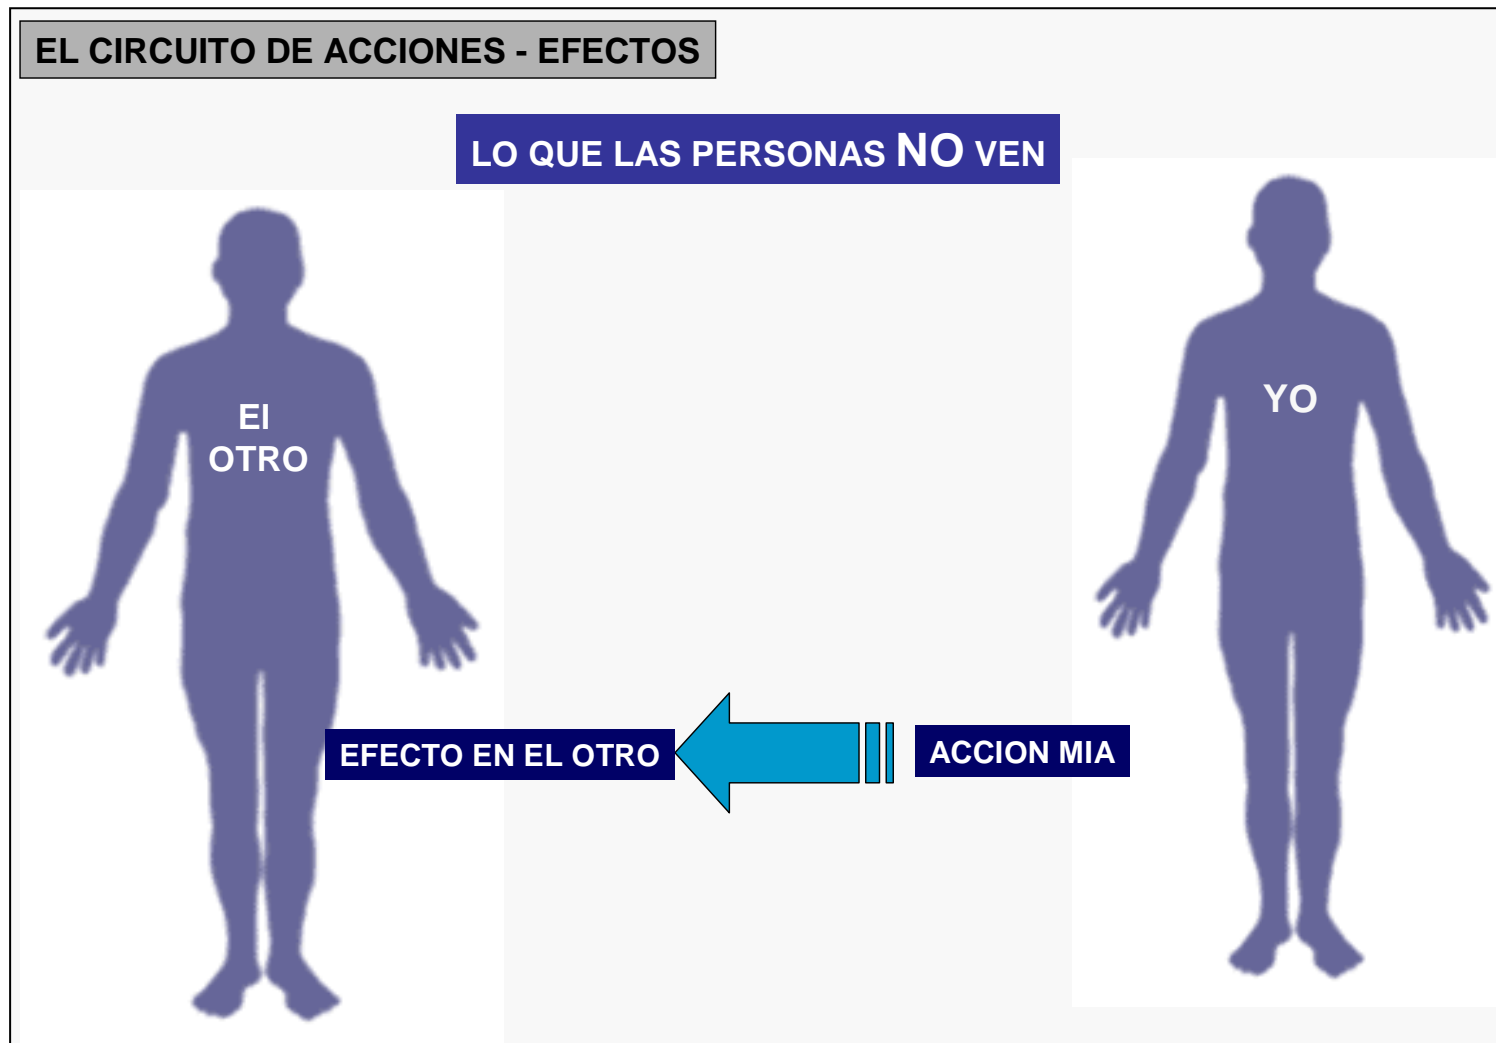 EL CIRCUITO DE ACCIONES - EFECTOS
LO QUE LAS PERSONAS NO VEN
El
OTRO
YO
EFECTO EN EL OTRO
ACCION MIA